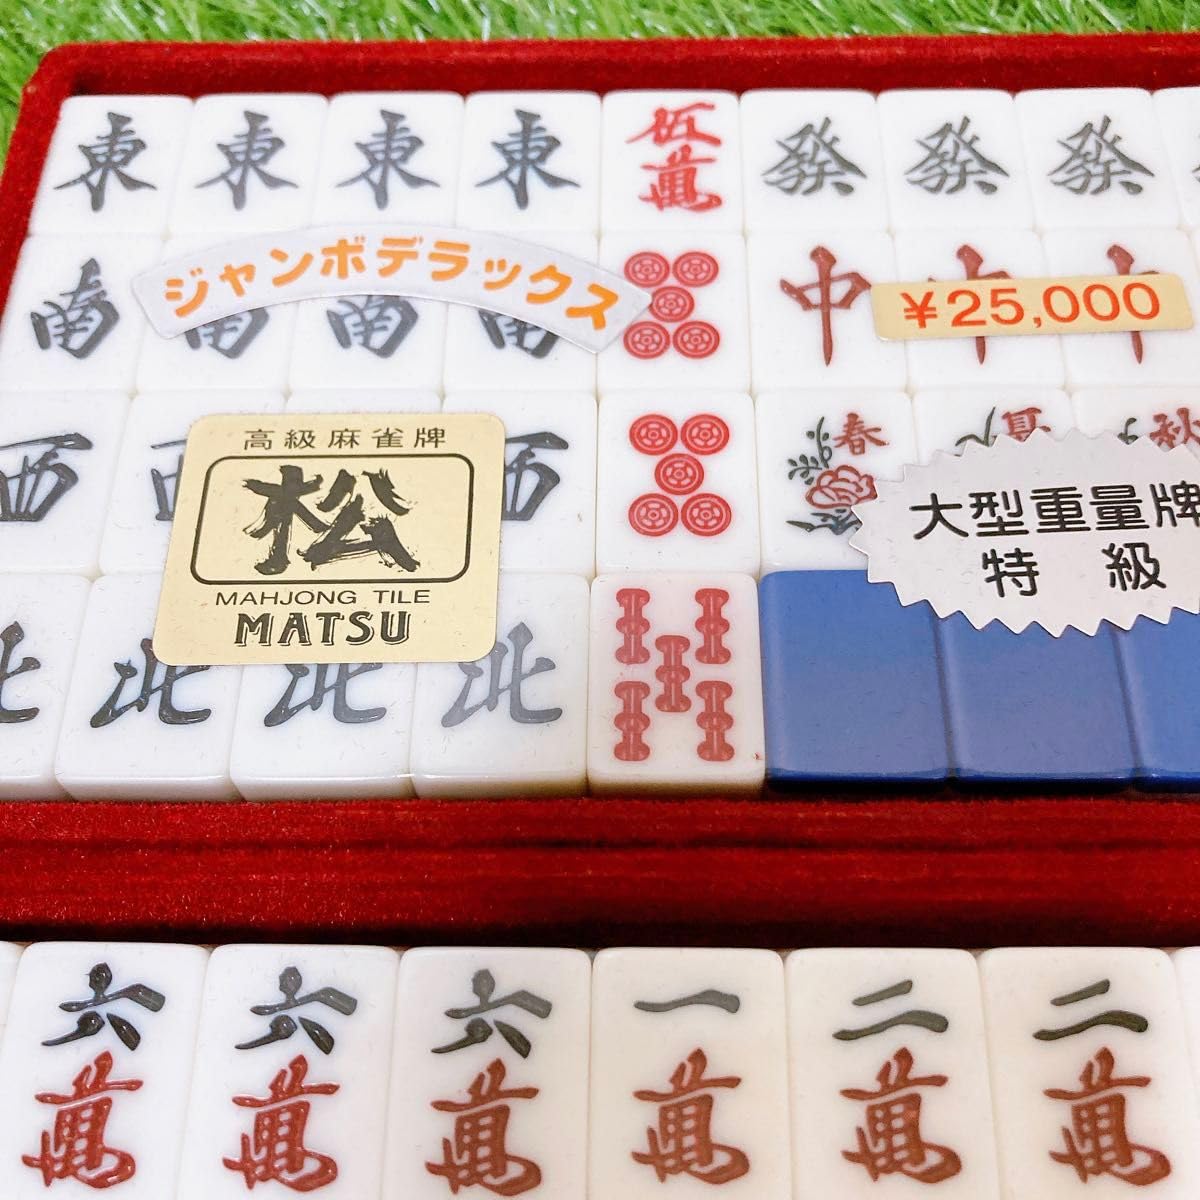 東 東 東 東 伍萬 發 發 發
ジャンボデラックス
南 南 南 南 中 中 中
¥25,000
西 西 西 春 夏 秋
高級麻雀牌
松
MAHJONG TILE
MATSU
大型重量牌
特 級
北 北 北 北
六萬 六萬 六萬 一萬 二萬 二萬